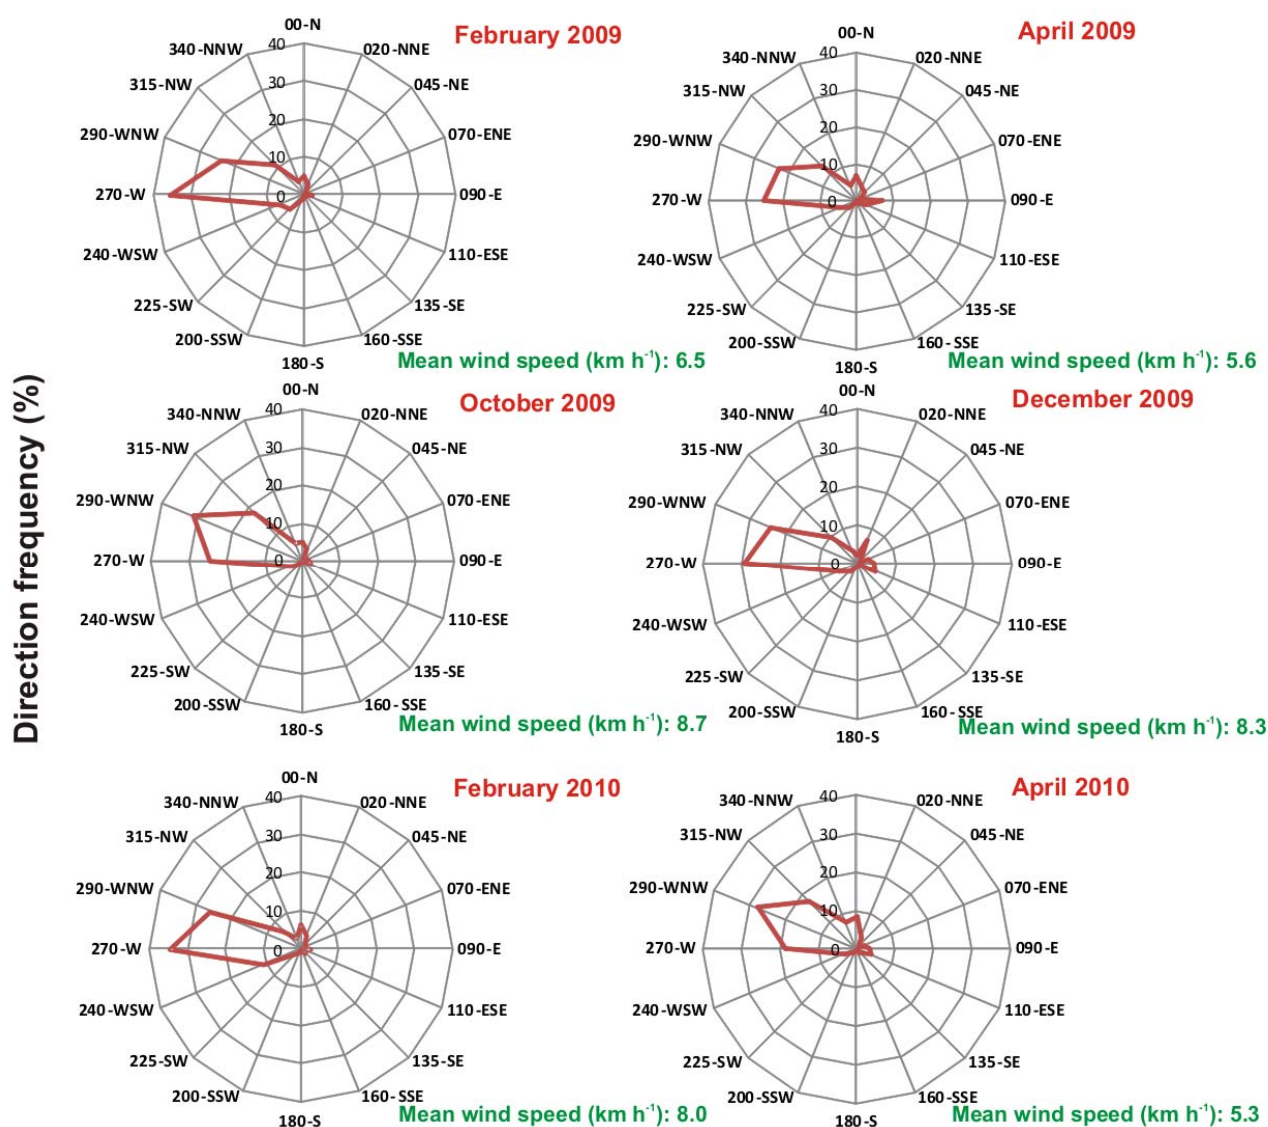 Direction frequency (%)
February 2009
00-N
020-NNE
045-NE
070-ENE
090-E
110-ESE
135-SE
160-SSE
180-S
200-SSW
225-SW
240-WSW
270-W
290-WNW
315-NW
340-NNW
40
30
20
10
0
Mean wind speed (km h⁻¹): 6.5
April 2009
00-N
020-NNE
045-NE
070-ENE
090-E
110-ESE
135-SE
160-SSE
180-S
200-SSW
225-SW
240-WSW
270-W
290-WNW
315-NW
340-NNW
40
30
20
10
0
Mean wind speed (km h⁻¹): 5.6
October 2009
00-N
020-NNE
045-NE
070-ENE
090-E
110-ESE
135-SE
160-SSE
180-S
200-SSW
225-SW
240-WSW
270-W
290-WNW
315-NW
340-NNW
40
30
20
10
0
Mean wind speed (km h⁻¹): 8.7
December 2009
00-N
020-NNE
045-NE
070-ENE
090-E
110-ESE
135-SE
160-SSE
180-S
200-SSW
225-SW
240-WSW
270-W
290-WNW
315-NW
340-NNW
40
30
20
10
0
Mean wind speed (km h⁻¹): 8.3
February 2010
00-N
020-NNE
045-NE
070-ENE
090-E
110-ESE
135-SE
160-SSE
180-S
200-SSW
225-SW
240-WSW
270-W
290-WNW
315-NW
340-NNW
40
30
20
10
0
Mean wind speed (km h⁻¹): 8.0
April 2010
020-NNE
045-NE
070-ENE
090-E
110-ESE
135-SE
160-SSE
180-S
200-SSW
225-SW
240-WSW
270-W
290-WNW
315-NW
340-NNW
40
30
20
10
0
Mean wind speed (km h⁻¹): 5.3